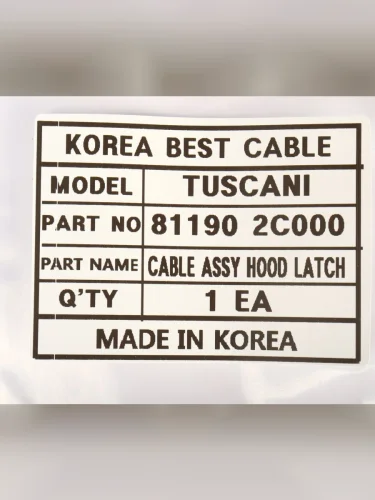 KOREA BEST CABLE
MODEL TUSCANI
PART NO 81190 2C000
PART NAME CABLE ASSY HOOD LATCH
Q'TY 1 EA
MADE IN KOREA